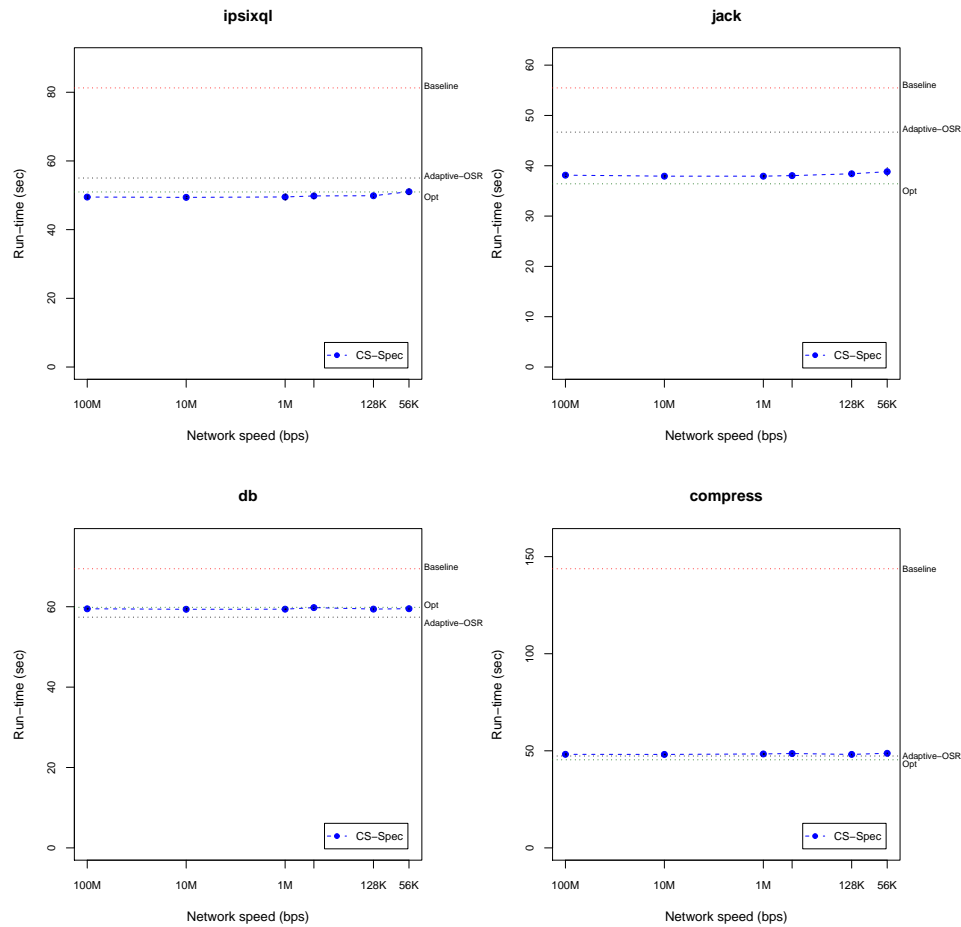 ipsixql
Run−time (sec)
0 20 40 60 80
Baseline
Adaptive−OSR
Opt
CS−Spec
100M 10M 1M 128K 56K
Network speed (bps)
jack
Run−time (sec)
0 10 20 30 40 50 60
Baseline
Adaptive−OSR
Opt
CS−Spec
100M 10M 1M 128K 56K
Network speed (bps)
db
Run−time (sec)
0 20 40 60
Baseline
Opt
Adaptive−OSR
CS−Spec
100M 10M 1M 128K 56K
Network speed (bps)
compress
Run−time (sec)
0 50 100 150
Baseline
Adaptive−OSR
Opt
CS−Spec
100M 10M 1M 128K 56K
Network speed (bps)